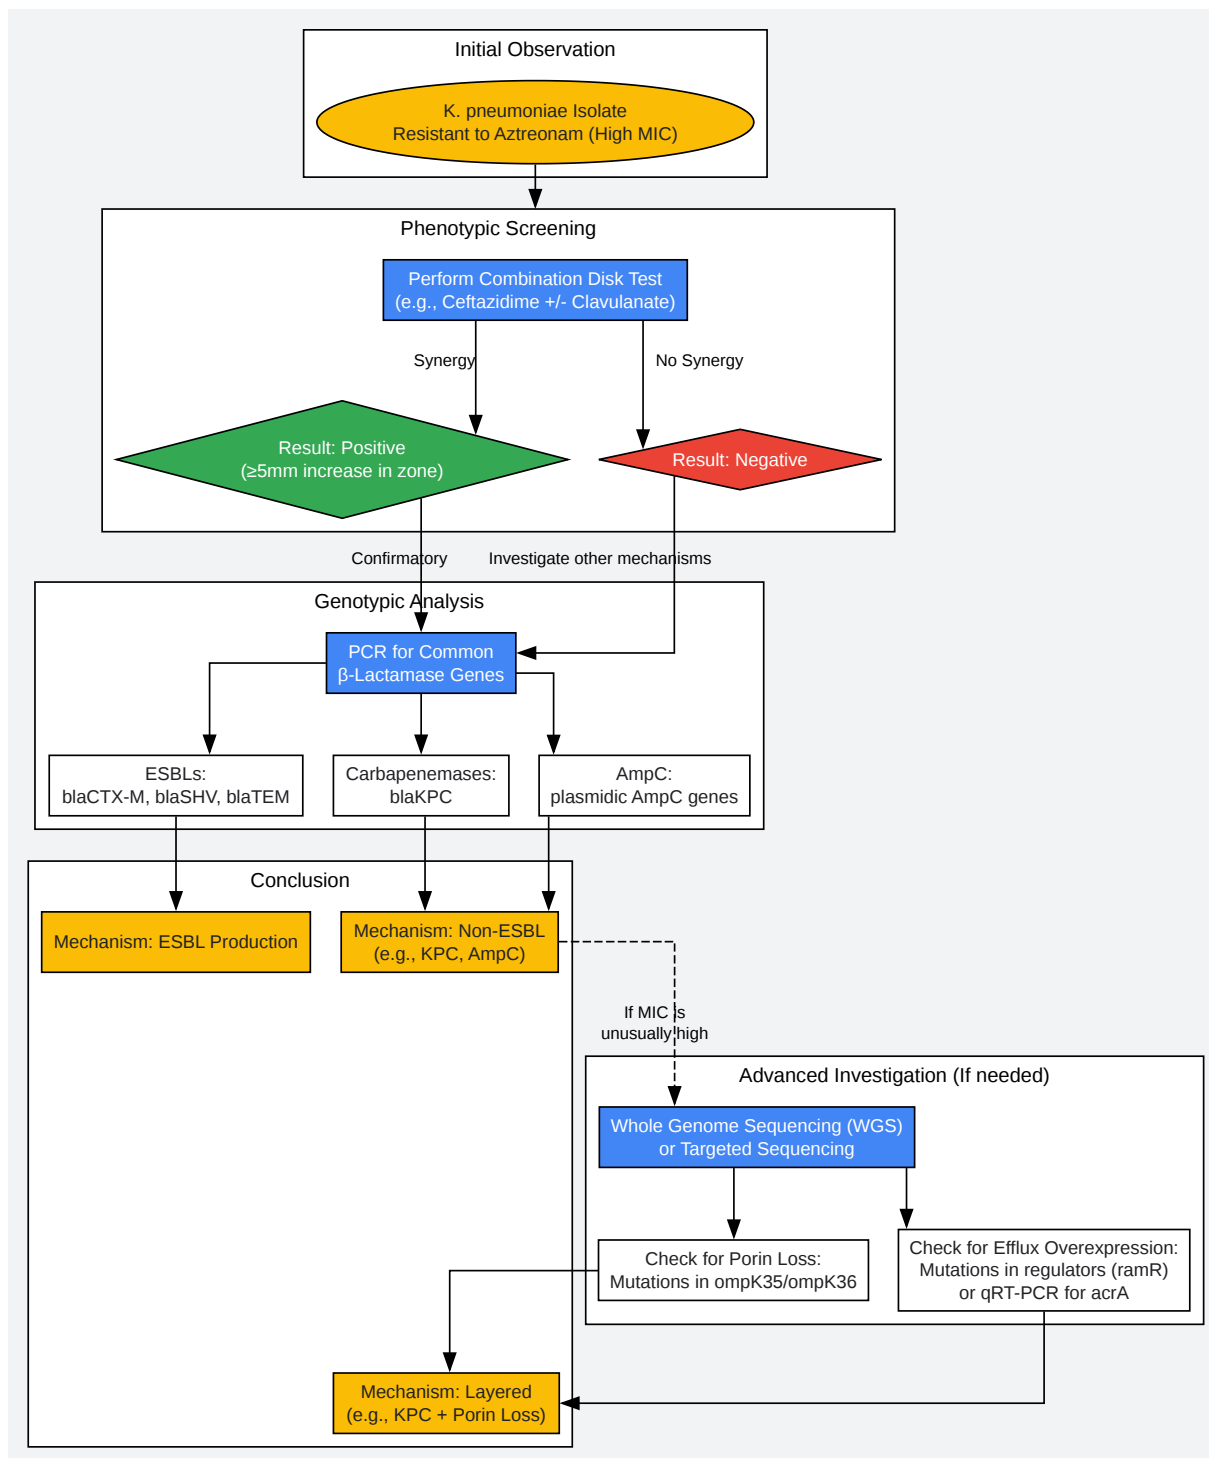 Initial Observation
K. pneumoniae Isolate
Resistant to Aztreonam (High MIC)
Phenotypic Screening
Perform Combination Disk Test
(e.g., Ceftazidime +/- Clavulanate)
Synergy
No Synergy
Result: Positive
(≥5mm increase in zone)
Result: Negative
Confirmatory
Investigate other mechanisms
Genotypic Analysis
PCR for Common
β-Lactamase Genes
ESBLs:
blaCTX-M, blaSHV, blaTEM
Carbapenemases:
blaKPC
AmpC:
plasmidic AmpC genes
Conclusion
Mechanism: ESBL Production
Mechanism: Non-ESBL
(e.g., KPC, AmpC)
If MIC is
unusually high
Advanced Investigation (If needed)
Whole Genome Sequencing (WGS)
or Targeted Sequencing
Check for Porin Loss:
Mutations in ompK35/ompK36
Check for Efflux Overexpression:
Mutations in regulators (ramR)
or qRT-PCR for acrA
Mechanism: Layered
(e.g., KPC + Porin Loss)